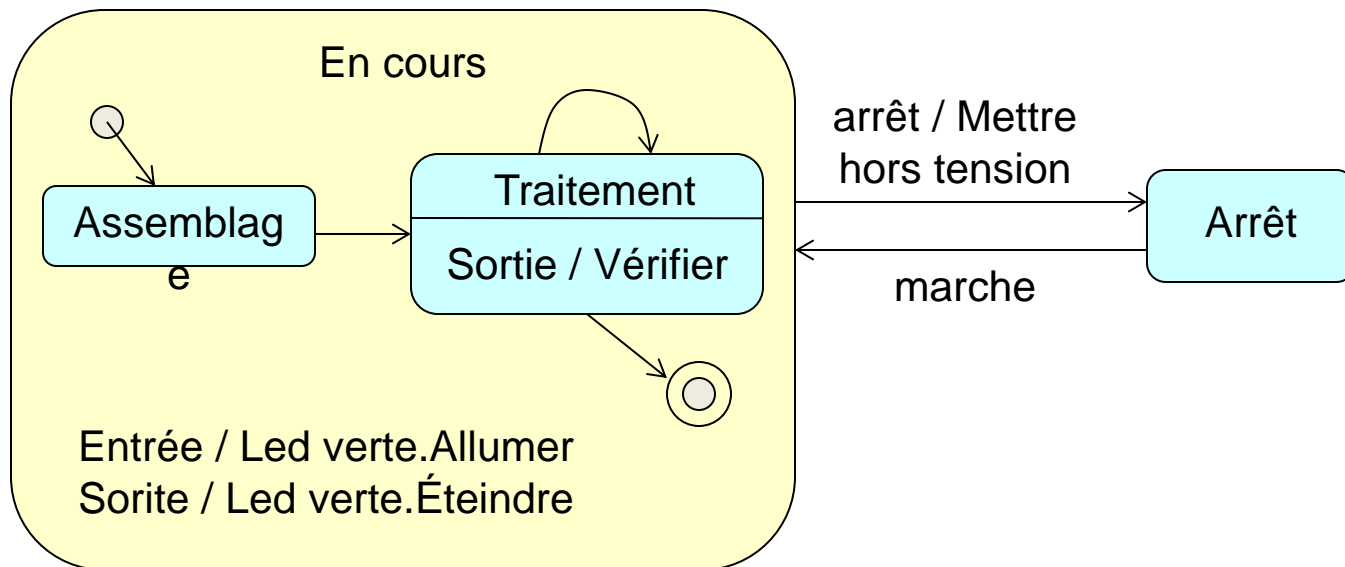 En cours
arrêt / Mettre
hors tension
Traitement
Assemblag
e
Arrêt
Sortie / Vérifier
marche
Entrée / Led verte.Allumer
Sorite / Led verte.Éteindre